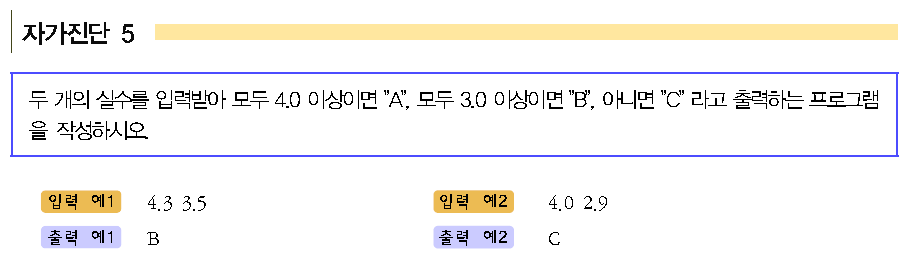 자가진단 5
두 개의 실수를 입력받아 모두 4.0 이상이면 "A", 모두 3.0 이상이면 "B", 아니면 "C" 라고 출력하는 프로그램
을 작성하시오.
입력 예1 4.3 3.5 입력 예2 4.0 2.9
출력 예1 B 출력 예2 C